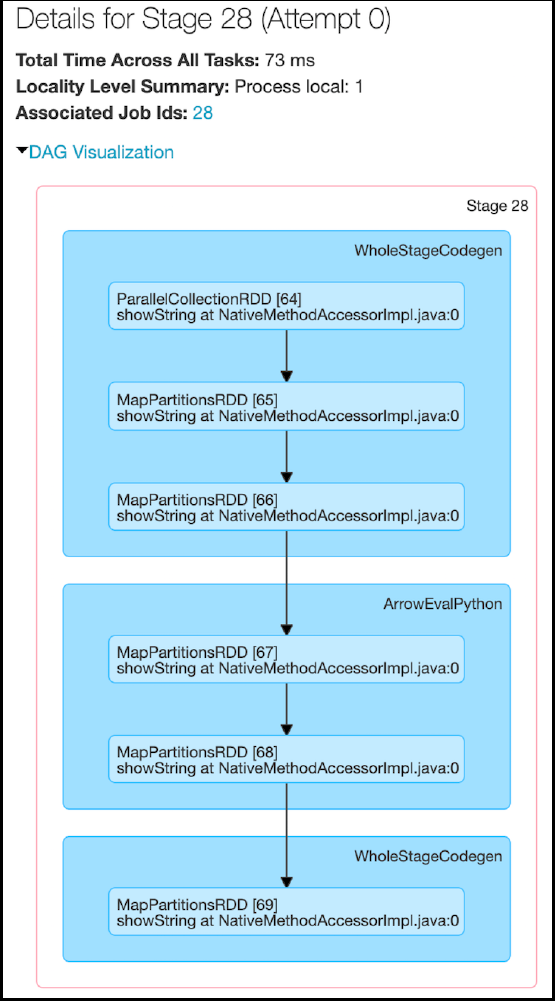 Details for Stage 28 (Attempt 0)
Total Time Across All Tasks: 73 ms
Locality Level Summary: Process local: 1
Associated Job Ids: 28
DAG Visualization
Stage 28
WholeStageCodegen
ParallelCollectionRDD [64]
showString at NativeMethodAccessorImpl.java:0
MapPartitionsRDD [65]
showString at NativeMethodAccessorImpl.java:0
MapPartitionsRDD [66]
showString at NativeMethodAccessorImpl.java:0
ArrowEvalPython
MapPartitionsRDD [67]
showString at NativeMethodAccessorImpl.java:0
MapPartitionsRDD [68]
showString at NativeMethodAccessorImpl.java:0
WholeStageCodegen
MapPartitionsRDD [69]
showString at NativeMethodAccessorImpl.java:0